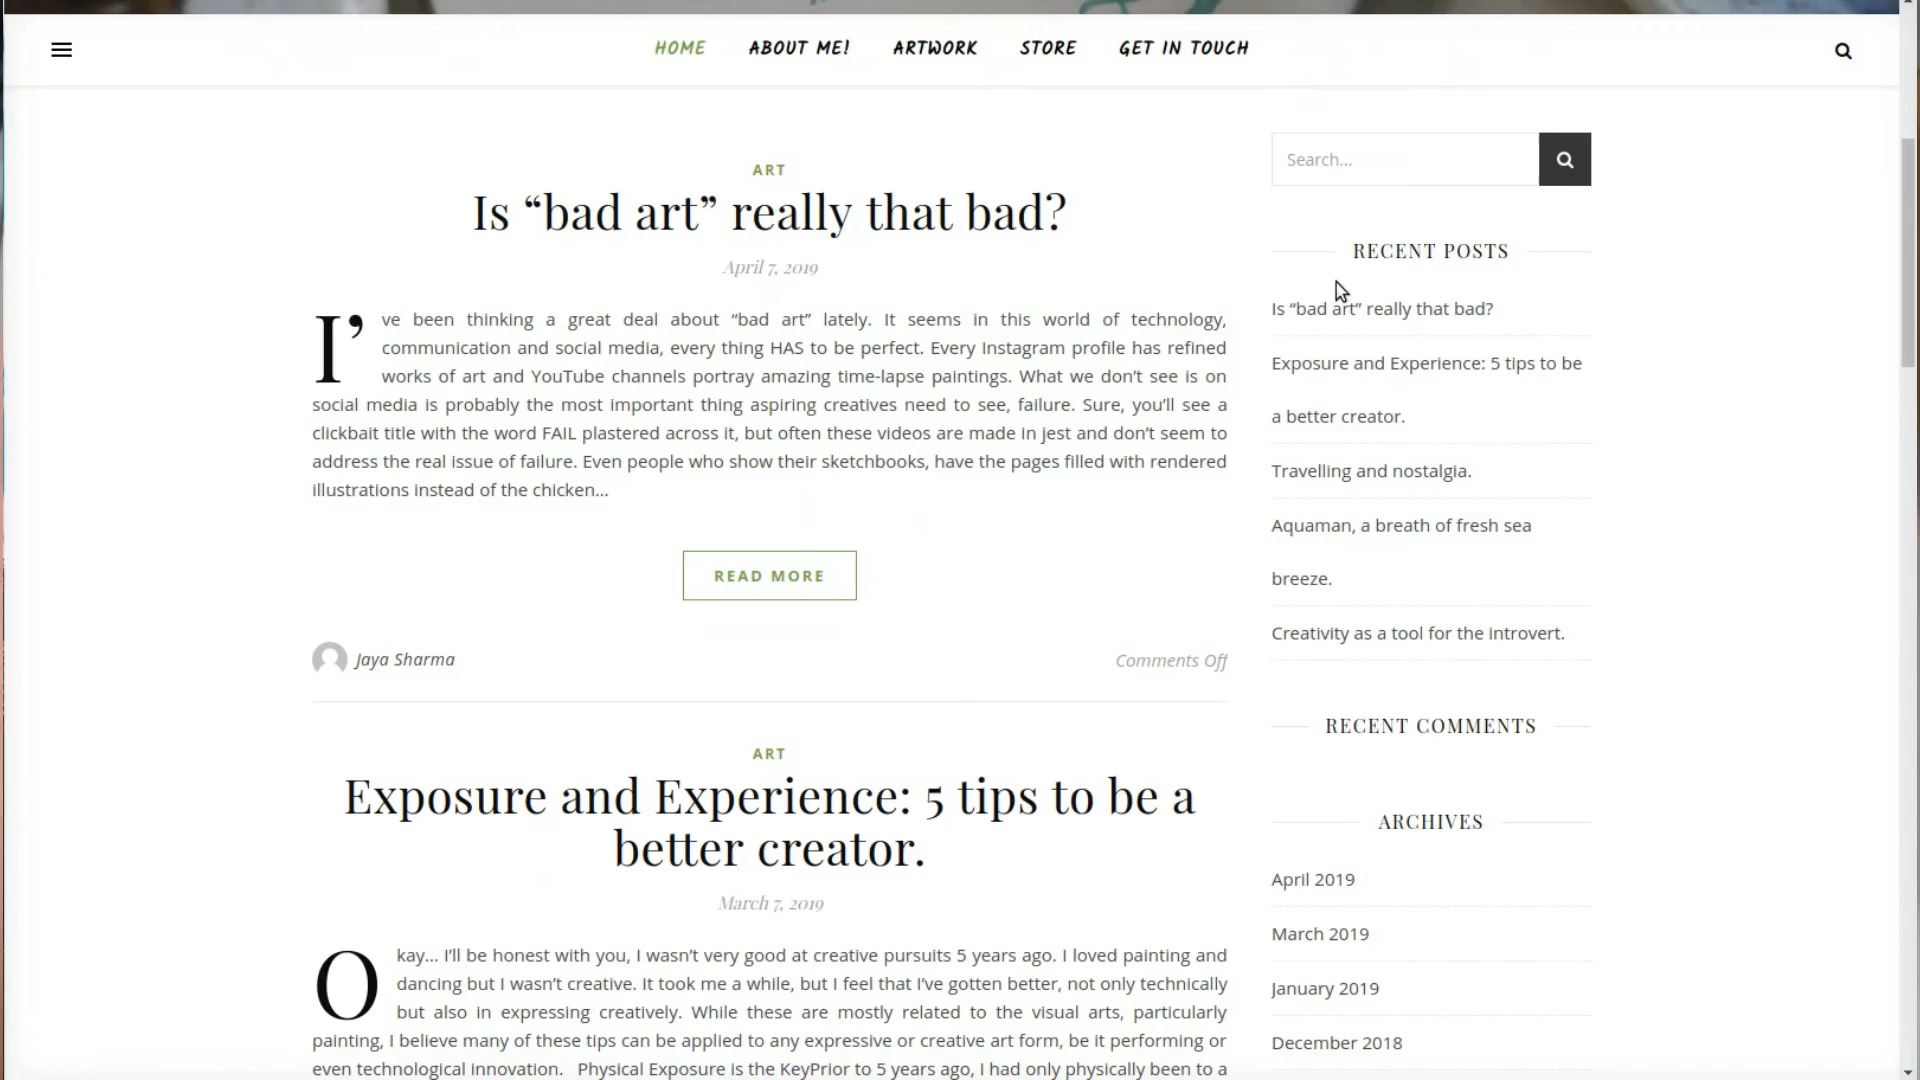 HOME ABOUT ME! ARTWORK STORE GET IN TOUCH
ART
Is “bad art” really that bad?
April 7, 2019
I’ve been thinking a great deal about “bad art” lately. It seems in this world of technology,
communication and social media, every thing HAS to be perfect. Every Instagram profile has refined
works of art and YouTube channels portray amazing time-lapse paintings. What we don’t see is on
social media is probably the most important thing aspiring creatives need to see, failure. Sure, you’ll see a
clickbait title with the word FAIL plastered across it, but often these videos are made in jest and don’t seem to
address the real issue of failure. Even people who show their sketchbooks, have the pages filled with rendered
illustrations instead of the chicken…
READ MORE
Jaya Sharma
Comments Off
ART
Exposure and Experience: 5 tips to be a
better creator.
March 7, 2019
Okay… I’ll be honest with you, I wasn’t very good at creative pursuits 5 years ago. I loved painting and
dancing but I wasn’t creative. It took me a while, but I feel that I’ve gotten better, not only technically
but also in expressing creatively. While these are mostly related to the visual arts, particularly
painting, I believe many of these tips can be applied to any expressive or creative art form, be it performing or
even technological innovation. Physical Exposure is the KeyPrior to 5 years ago, I had only physically been to a
Search...
RECENT POSTS
Is “bad art” really that bad?
Exposure and Experience: 5 tips to be
a better creator.
Travelling and nostalgia.
Aquaman, a breath of fresh sea
breeze.
Creativity as a tool for the introvert.
RECENT COMMENTS
ARCHIVES
April 2019
March 2019
January 2019
December 2018